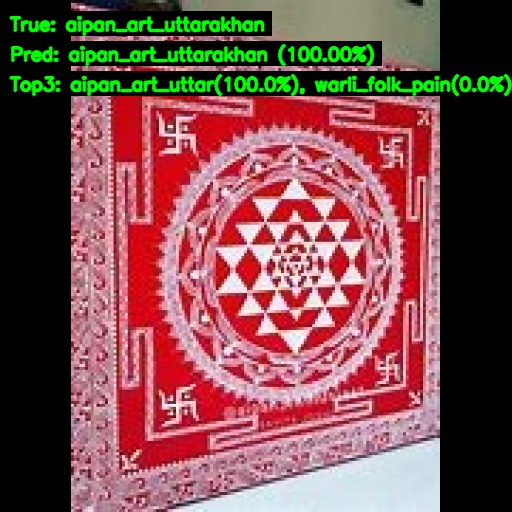 True: aipan_art_uttarakhan
Pred: aipan_art_uttarakhan (100.00%)
Top3: aipan_art_uttar(100.0%), warli_folk_pain(0.0%)